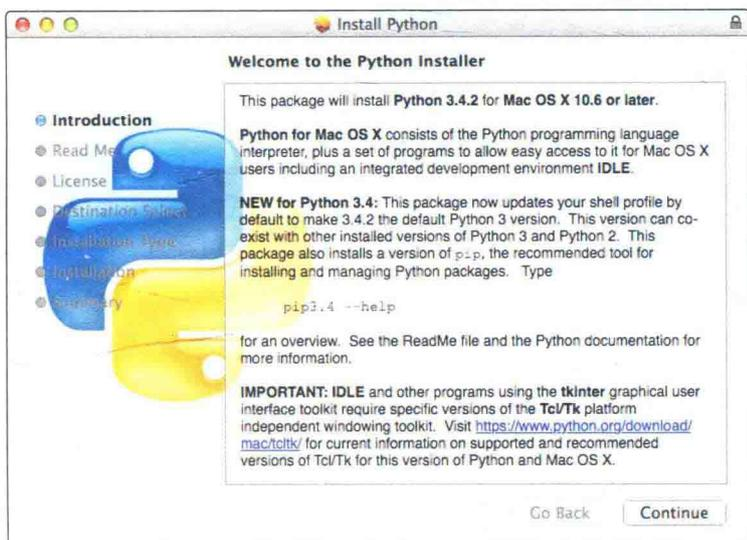 Install Python
Welcome to the Python Installer
Introduction
Read Me
License
Destination Select
Installation Type
Installation
Summary
This package will install Python 3.4.2 for Mac OS X 10.6 or later.
Python for Mac OS X consists of the Python programming language
interpreter, plus a set of programs to allow easy access to it for Mac OS X
users including an integrated development environment IDLE.
NEW for Python 3.4: This package now updates your shell profile by
default to make 3.4.2 the default Python 3 version. This version can co-
exist with other installed versions of Python 3 and Python 2. This
package also installs a version of pip, the recommended tool for
installing and managing Python packages. Type
pip3.4 --help
for an overview. See the ReadMe file and the Python documentation for
more information.
IMPORTANT: IDLE and other programs using the tkinter graphical user
interface toolkit require specific versions of the Tcl/Tk platform
independent windowing toolkit. Visit https://www.python.org/download/
mac/tcltk/ for current information on supported and recommended
versions of Tcl/Tk for this version of Python and Mac OS X.
Go Back
Continue